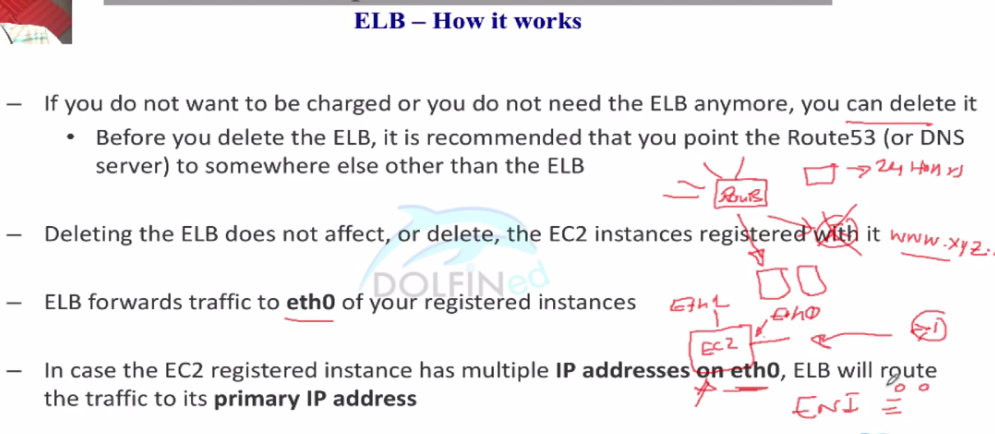 ELB – How it works
– If you do not want to be charged or you do not need the ELB anymore, you can delete it
• Before you delete the ELB, it is recommended that you point the Route53 (or DNS
server) to somewhere else other than the ELB
24 Hours
– Deleting the ELB does not affect, or delete, the EC2 instances registered with it
www.xyz.
DOLFINed
– ELB forwards traffic to eth0 of your registered instances
Eth1
Eth0
EC2
– In case the EC2 registered instance has multiple IP addresses on eth0, ELB will route
the traffic to its primary IP address
ENI